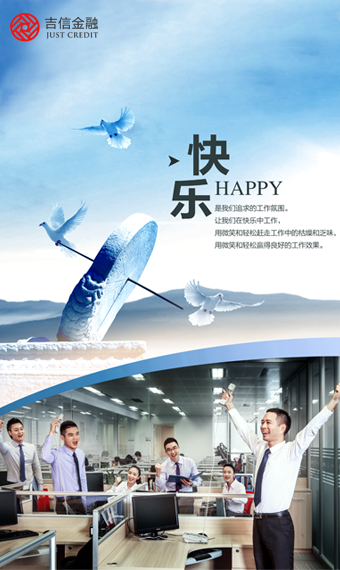 吉信金融
JUST CREDIT
快乐
HAPPY
是我们追求的工作氛围。
让我们在快乐中工作，
用微笑和轻松赶走工作中的枯燥和乏味，
用微笑和轻松赢得良好的工作效果。